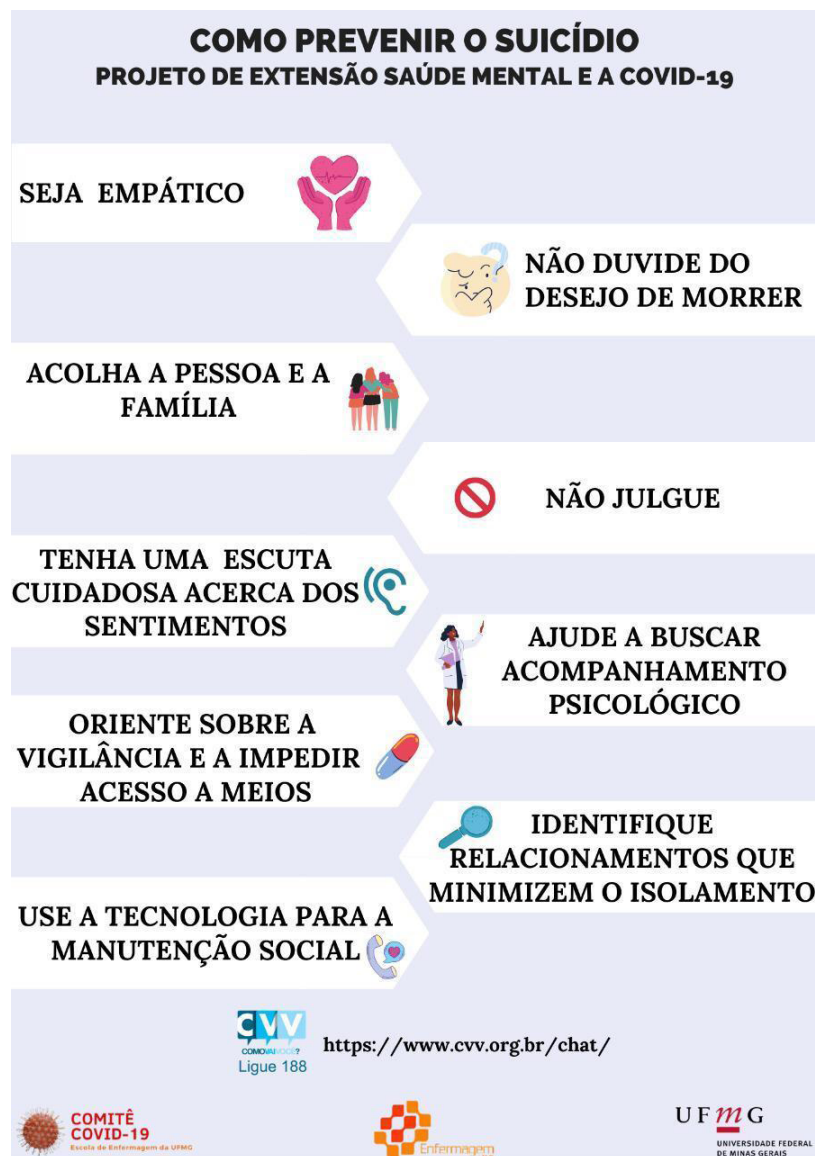 COMO PREVENIR O SUICÍDIO
PROJETO DE EXTENSÃO SAÚDE MENTAL E A COVID-19
SEJA EMPÁTICO
NÃO DUVIDE DO
DESEJO DE MORRER
ACOLHA A PESSOA E A
FAMÍLIA
NÃO JULGUE
TENHA UMA ESCUTA
CUIDADOSA ACERCA DOS
SENTIMENTOS
AJUDE A BUSCAR
ACOMPANHAMENTO
PSICOLÓGICO
ORIENTE SOBRE A
VIGILÂNCIA E A IMPEDIR
ACESSO A MEIOS
IDENTIFIQUE
RELACIONAMENTOS QUE
MINIMIZEM O ISOLAMENTO
USE A TECNOLOGIA PARA A
MANUTENÇÃO SOCIAL
CVV
COMO VAI VOCÊ?
Ligue 188
https://www.cvv.org.br/chat/
COMITÊ
COVID-19
Escola de Enfermagem da UFMG
Enfermagem
UFMG
UNIVERSIDADE FEDERAL
DE MINAS GERAIS